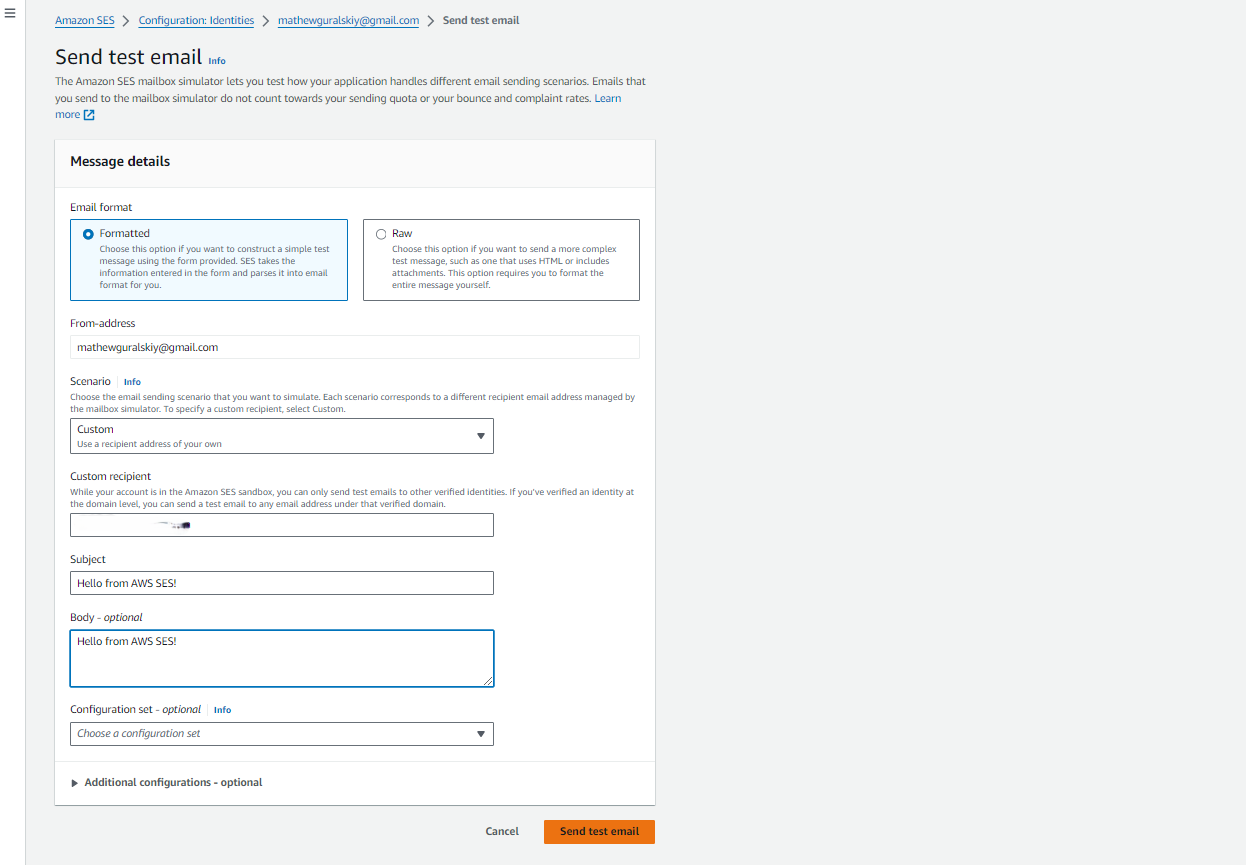 Amazon SES > Configuration: Identities > mathewguralskiy@gmail.com > Send test email
Send test email Info
The Amazon SES mailbox simulator lets you test how your application handles different email sending scenarios. Emails that
you send to the mailbox simulator do not count towards your sending quota or your bounce and complaint rates. Learn
more
Message details
Email format
Formatted
Choose this option if you want to construct a simple test
message using the form provided. SES takes the
information entered in the form and parses it into email
format for you.
Raw
Choose this option if you want to send a more complex
test message, such as one that uses HTML or includes
attachments. This option requires you to format the
entire message yourself.
From-address
mathewguralskiy@gmail.com
Scenario Info
Choose the email sending scenario that you want to simulate. Each scenario corresponds to a different recipient email address managed by
the mailbox simulator. To specify a custom recipient, select Custom.
Custom
Use a recipient address of your own
Custom recipient
While your account is in the Amazon SES sandbox, you can only send test emails to other verified identities. If you've verified an identity at
the domain level, you can send a test email to any email address under that verified domain.
Subject
Hello from AWS SES!
Body - optional
Hello from AWS SES!
Configuration set - optional Info
Choose a configuration set
Additional configurations - optional
Cancel
Send test email